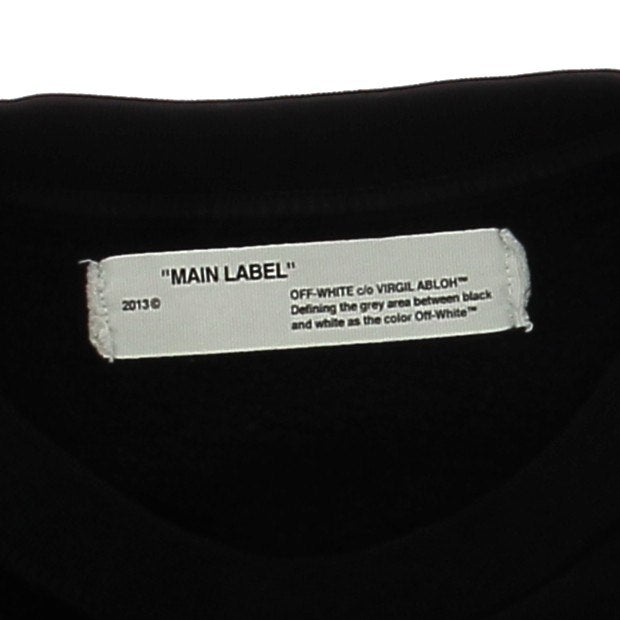 "MAIN LABEL"
2013©
OFF-WHITE c/o VIRGIL ABLOH™
Defining the grey area between black
and white as the color Off-White™